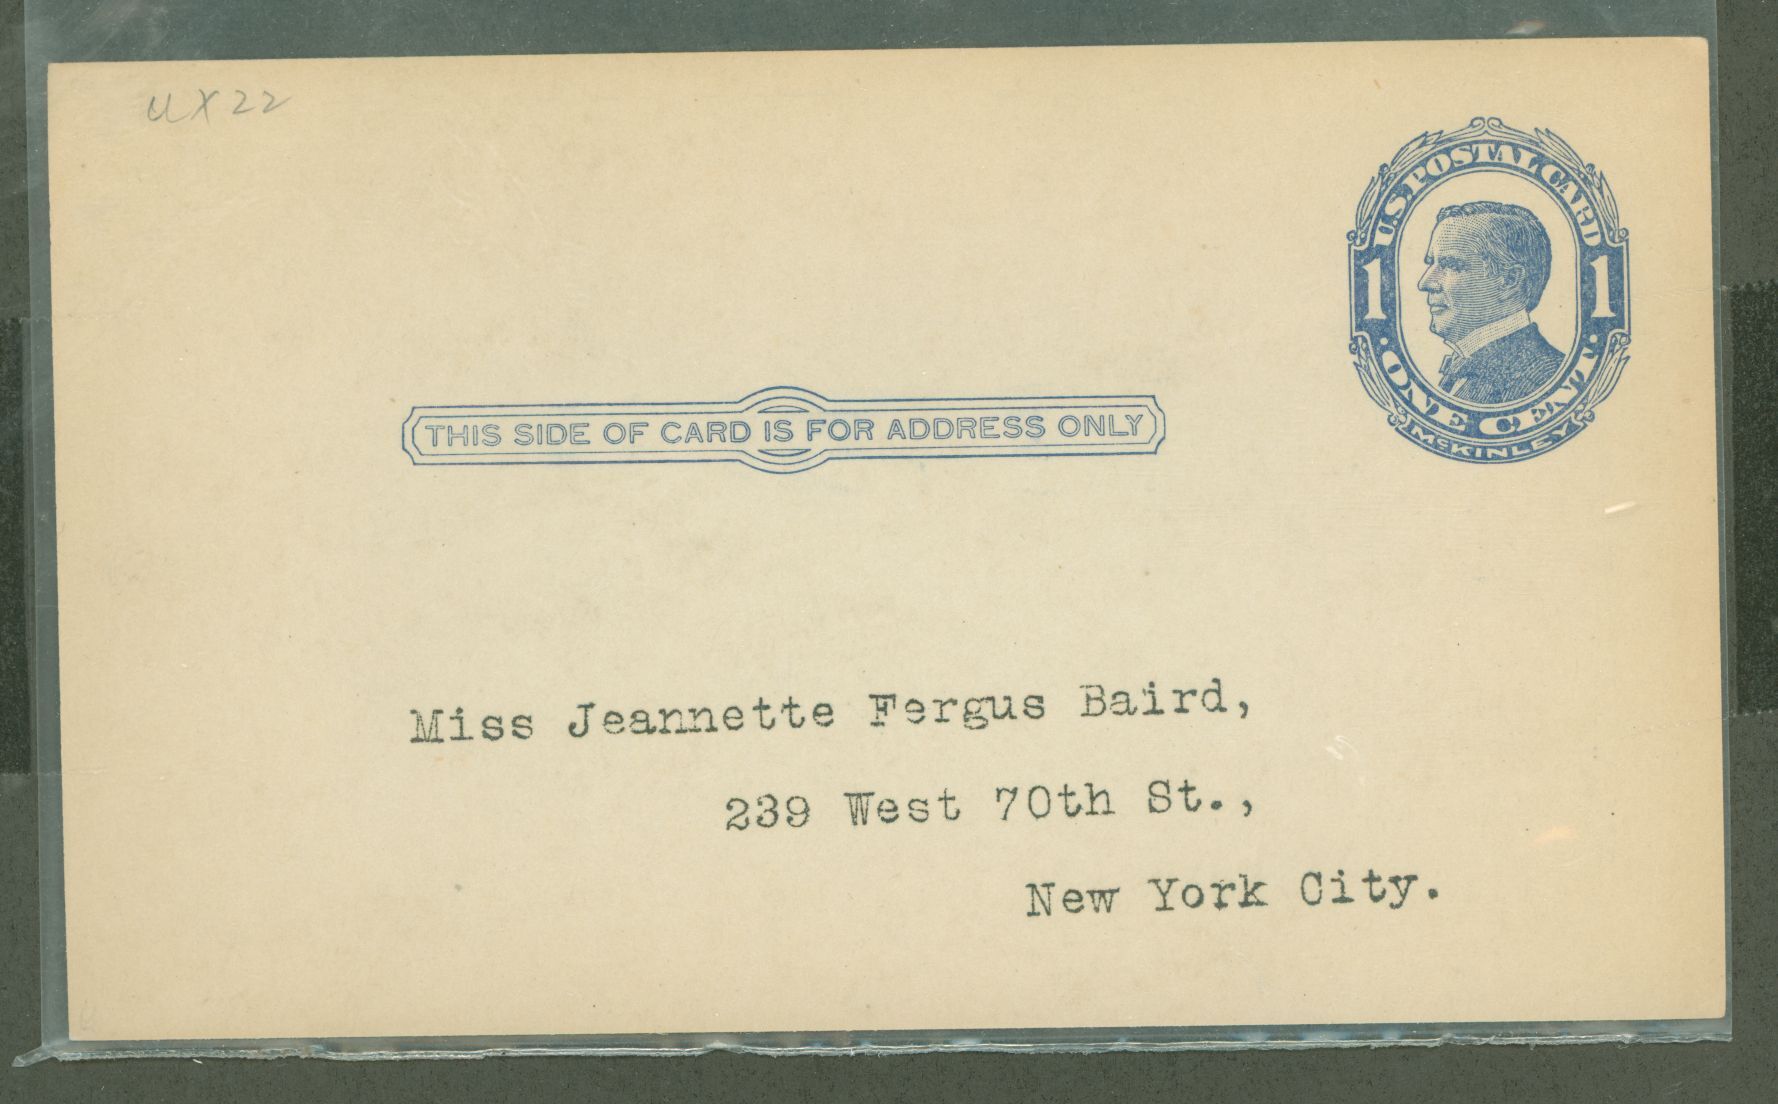 UX22
U.S. POSTAL CARD
1 1
· ONE CENT ·
McKINLEY
THIS SIDE OF CARD IS FOR ADDRESS ONLY
Miss Jeannette Fergus Baird,
239 West 70th St.,
New York City.